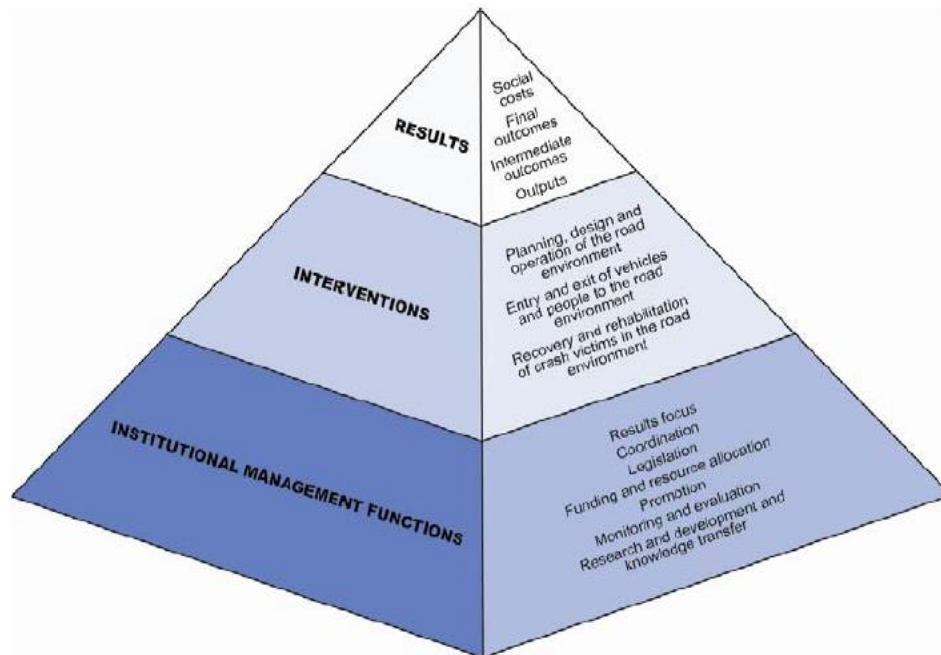 RESULTS
Social
costs
Final
outcomes
Intermediate
outcomes
Outputs
INTERVENTIONS
Planning, design and
operation of the road
environment
Entry and exit of vehicles
and people to the road
environment
Recovery and rehabilitation
of crash victims in the road
environment
INSTITUTIONAL MANAGEMENT FUNCTIONS
Results focus
Coordination
Legislation
Funding and resource allocation
Promotion
Monitoring and evaluation
Research and development and
knowledge transfer